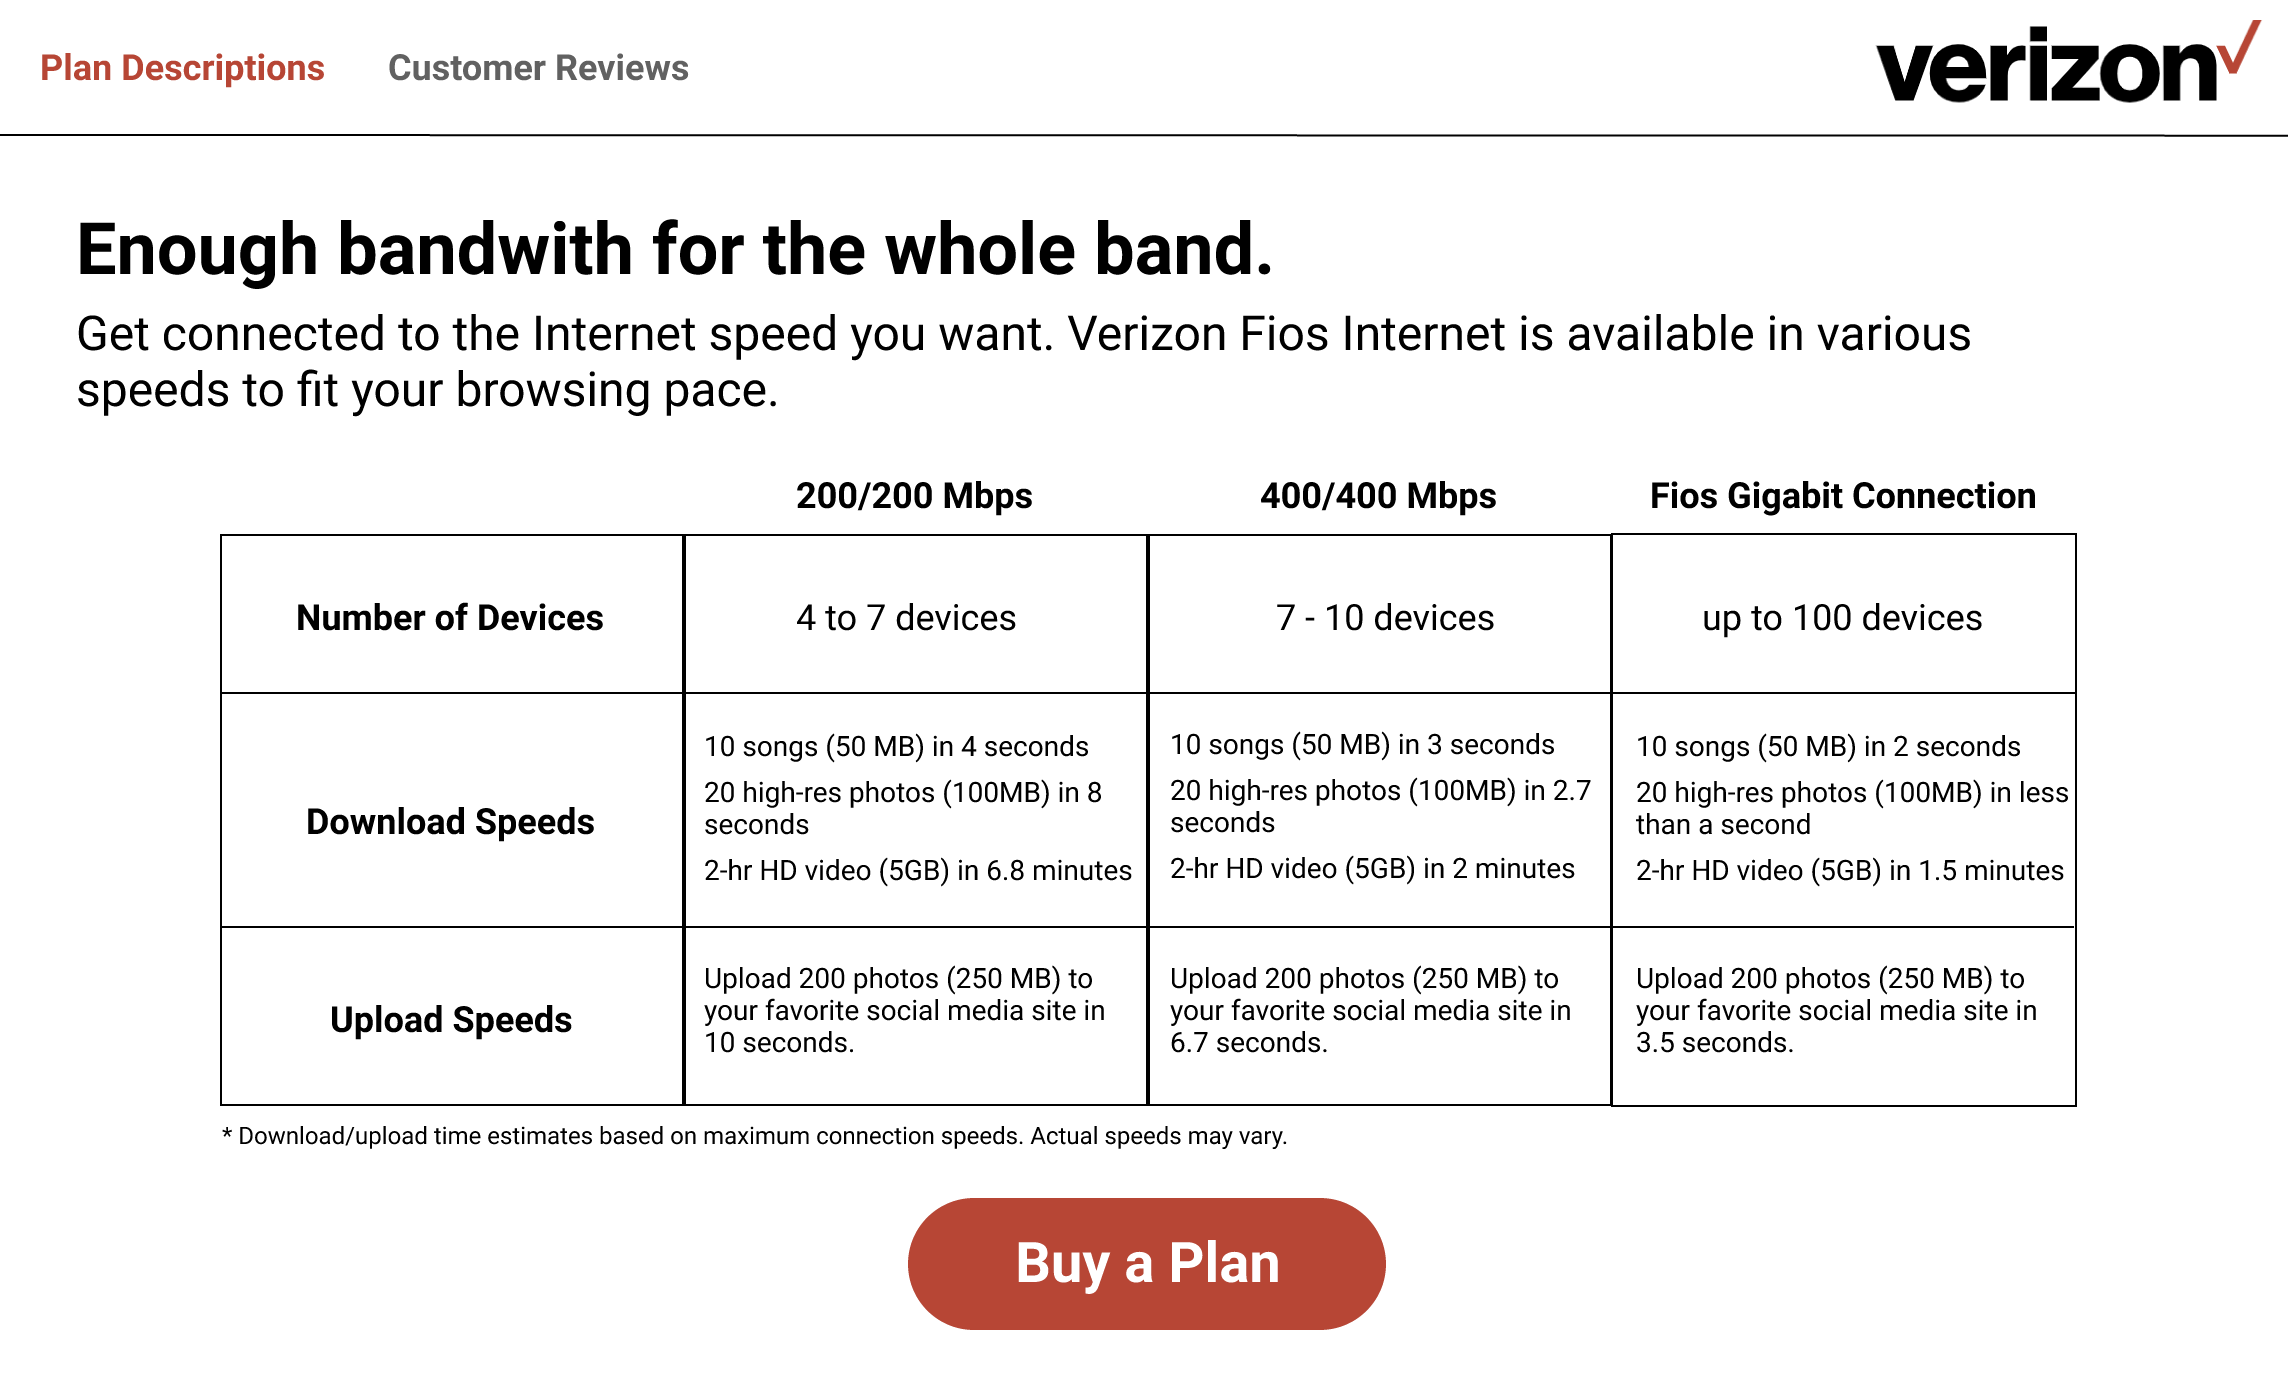 Plan Descriptions
Customer Reviews
verizon
Enough bandwith for the whole band.
Get connected to the Internet speed you want. Verizon Fios Internet is available in various
speeds to fit your browsing pace.
200/200 Mbps
400/400 Mbps
Fios Gigabit Connection
Number of Devices
4 to 7 devices
7 - 10 devices
up to 100 devices
Download Speeds
10 songs (50 MB) in 4 seconds
20 high-res photos (100MB) in 8
seconds
2-hr HD video (5GB) in 6.8 minutes
10 songs (50 MB) in 3 seconds
20 high-res photos (100MB) in 2.7
seconds
2-hr HD video (5GB) in 2 minutes
10 songs (50 MB) in 2 seconds
20 high-res photos (100MB) in less
than a second
2-hr HD video (5GB) in 1.5 minutes
Upload Speeds
Upload 200 photos (250 MB) to
your favorite social media site in
10 seconds.
Upload 200 photos (250 MB) to
your favorite social media site in
6.7 seconds.
Upload 200 photos (250 MB) to
your favorite social media site in
3.5 seconds.
* Download/upload time estimates based on maximum connection speeds. Actual speeds may vary.
Buy a Plan